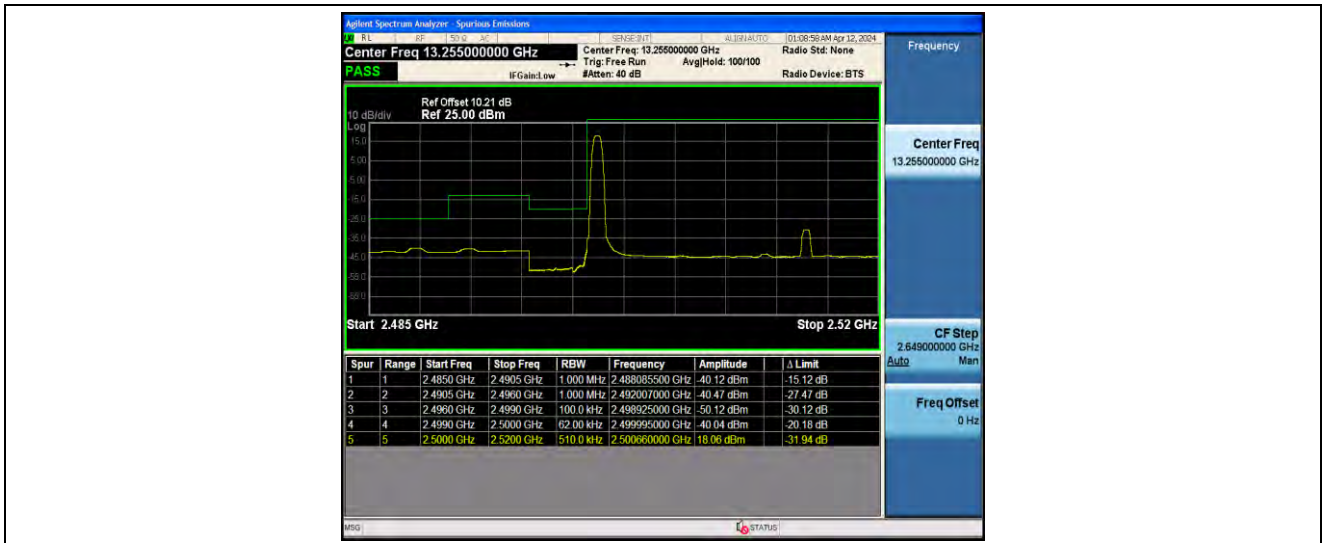 Agilent Spectrum Analyzer - Spurious Emissions
RL RF 50 Ω AC SENSE:INT ALIGNAUTO 01:08:58 AM Apr 12, 2024
Center Freq 13.255000000 GHz
Center Freq: 13.255000000 GHz
Radio Std: None
Trig: Free Run
Avg|Hold: 100/100
PASS
IFGain:Low
#Atten: 40 dB
Radio Device: BTS
Ref Offset 10.21 dB
10 dB/div
Ref 25.00 dBm
Log
15.0
5.00
-5.00
-15.0
-25.0
-35.0
-45.0
-55.0
-65.0
Start 2.485 GHz
Stop 2.52 GHz
Spur Range Start Freq Stop Freq RBW Frequency Amplitude Δ Limit
1 1 2.4850 GHz 2.4905 GHz 1.000 MHz 2.488085500 GHz -40.12 dBm -15.12 dB
2 2 2.4905 GHz 2.4960 GHz 1.000 MHz 2.492007000 GHz -40.47 dBm -27.47 dB
3 3 2.4960 GHz 2.4990 GHz 100.0 kHz 2.498925000 GHz -50.12 dBm -30.12 dB
4 4 2.4990 GHz 2.5000 GHz 62.00 kHz 2.499995000 GHz -40.04 dBm -20.18 dB
5 5 2.5000 GHz 2.5200 GHz 510.0 kHz 2.500660000 GHz 18.06 dBm -31.94 dB
MSG
STATUS
Frequency
Center Freq
13.255000000 GHz
CF Step
2.649000000 GHz
Auto Man
Freq Offset
0 Hz